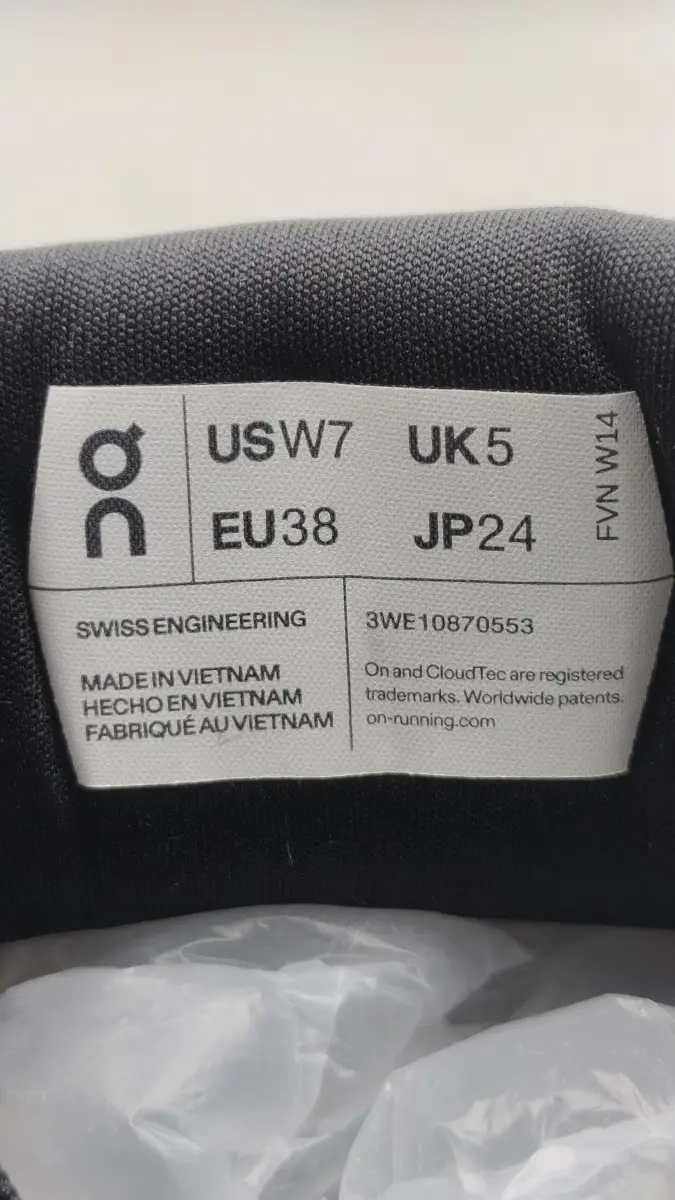 on
USW7 UK5
EU38 JP24
FVN W14
SWISS ENGINEERING
MADE IN VIETNAM
HECHO EN VIETNAM
FABRIQUÉ AU VIETNAM
3WE10870553
On and CloudTec are registered
trademarks. Worldwide patents.
on-running.com